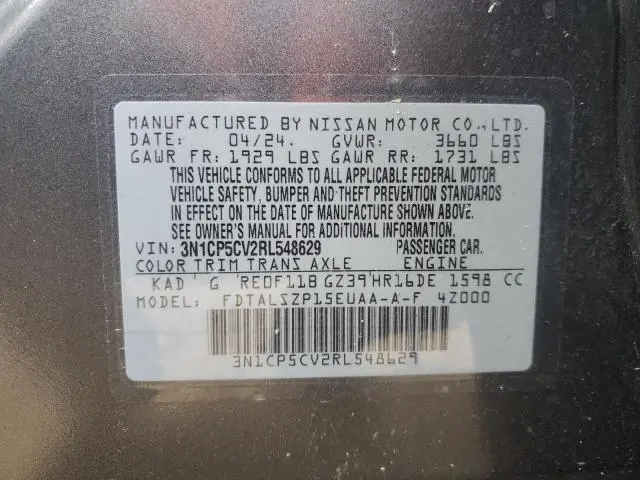 MANUFACTURED BY NISSAN MOTOR CO.,LTD.
DATE: 04/24. GVWR: 3660 LBS
GAWR FR: 1929 LBS GAWR RR: 1731 LBS
THIS VEHICLE CONFORMS TO ALL APPLICABLE FEDERAL MOTOR
VEHICLE SAFETY, BUMPER AND THEFT PREVENTION STANDARDS
IN EFFECT ON THE DATE OF MANUFACTURE SHOWN ABOVE.
SEE OWNER'S MANUAL FOR ADDITIONAL INFORMATION.
VIN: 3N1CP5CV2RL548629 PASSENGER CAR.
COLOR TRIM TRANS AXLE ENGINE
KAD G RE0F11B GZ39 HR16DE 1598 CC
MODEL: FDTALSZP15EUAA-A-F 4Z000
3N1CP5CV2RL548629